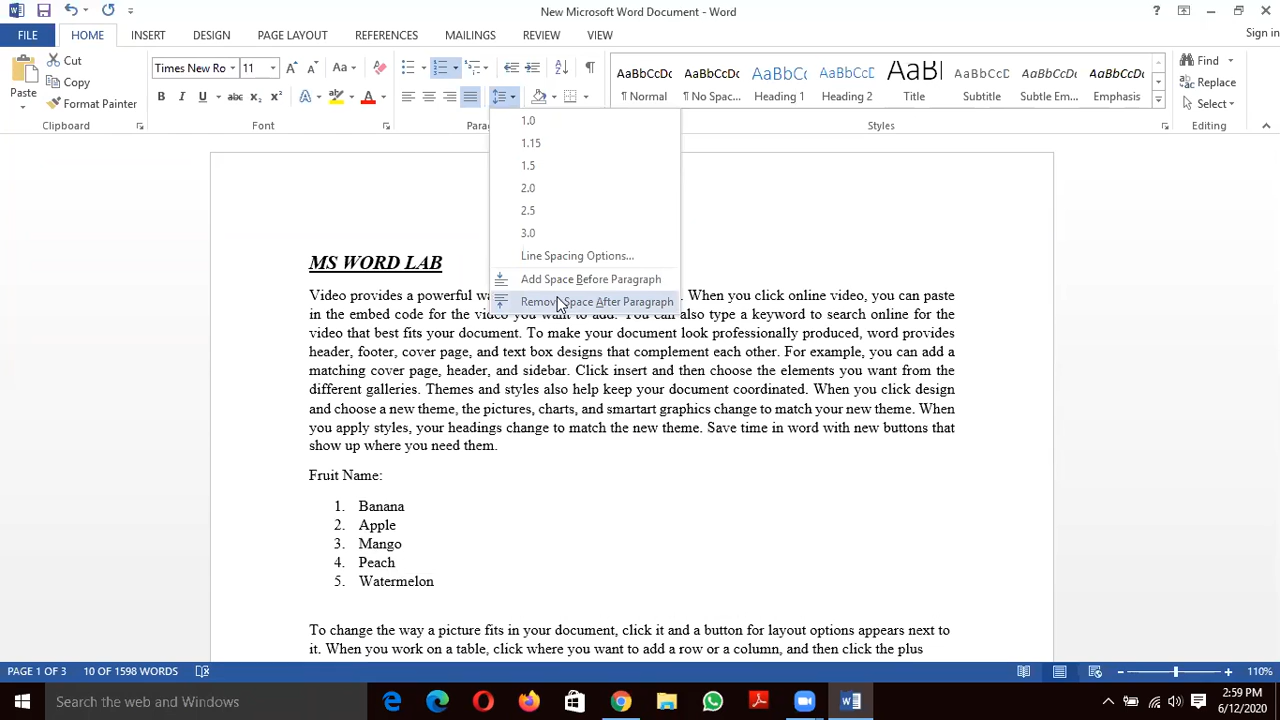 New Microsoft Word Document - Word
Sign in
FILE HOME INSERT DESIGN PAGE LAYOUT REFERENCES MAILINGS REVIEW VIEW
Paste
Cut
Copy
Format Painter
Clipboard
Times New Ro 11
Aa
B I U abc x₂ x² A
Font
Parag
AaBbCcDc AaBbCcDc AaBbCc AaBbCcD AaBl AaBbCcD AaBbCcDc AaBbCcDc
¶ Normal ¶ No Spac... Heading 1 Heading 2 Title Subtitle Subtle Em... Emphasis
Styles
Find
Replace
Select
Editing
1.0
1.15
1.5
2.0
2.5
3.0
Line Spacing Options...
Add Space Before Paragraph
Space After Paragraph
MS WORD LAB
Video provides a powerful . When you click online video, you can paste
in the embed code for the video you want to add. You can also type a keyword to search online for the
video that best fits your document. To make your document look professionally produced, word provides
header, footer, cover page, and text box designs that complement each other. For example, you can add a
matching cover page, header, and sidebar. Click insert and then choose the elements you want from the
different galleries. Themes and styles also help keep your document coordinated. When you click design
and choose a new theme, the pictures, charts, and smartart graphics change to match your new theme. When
you apply styles, your headings change to match the new theme. Save time in word with new buttons that
show up where you need them.
Fruit Name:
1. Banana
2. Apple
3. Mango
4. Peach
5. Watermelon
To change the way a picture fits in your document, click it and a button for layout options appears next to
it. When you work on a table, click where you want to add a row or a column, and then click the plus
PAGE 1 OF 3 10 OF 1598 WORDS 110%
Search the web and Windows
2:59 PM
6/12/2020